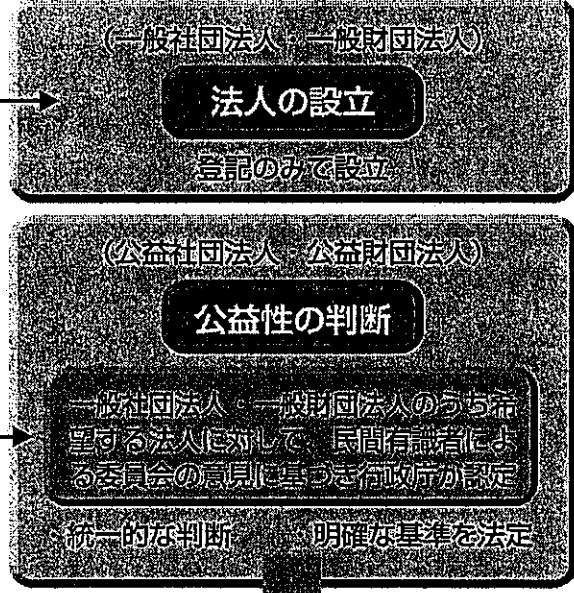 (一般社団法人・一般財団法人)
法人の設立
登記のみで設立
(公益社団法人・公益財団法人)
公益性の判断
一般社団法人・一般財団法人のうち希
望する法人に対して、民間有識者によ
る委員会の意見に基づき行政庁が認定
・統一的な判断 ・明確な基準を法定